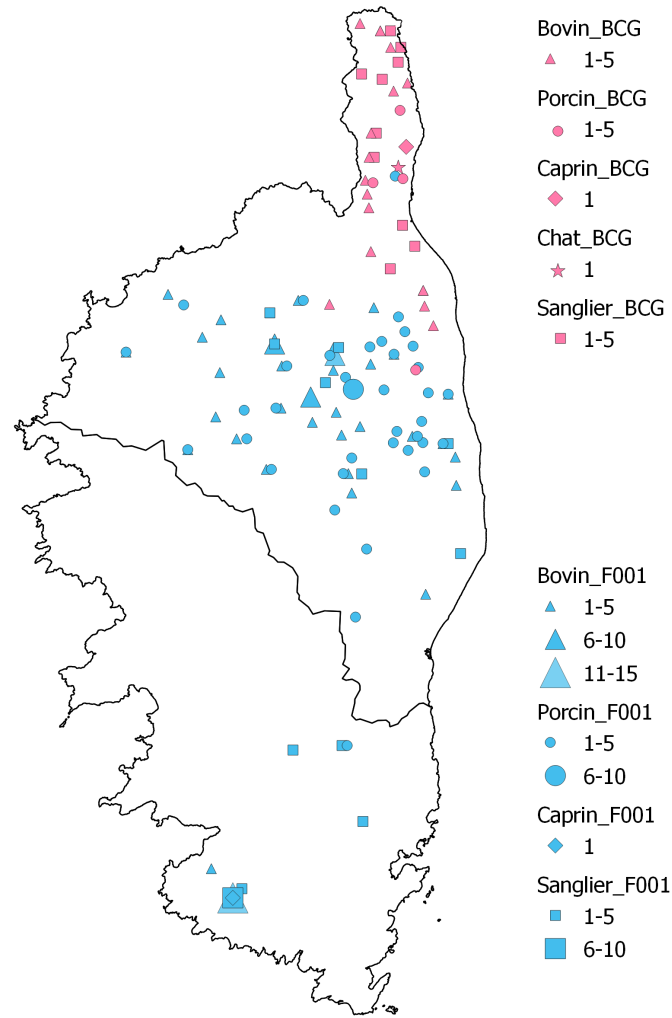 Bovin_BCG
1-5
Porcin_BCG
1-5
Caprin_BCG
1
Chat_BCG
1
Sanglier_BCG
1-5
Bovin_F001
1-5
6-10
11-15
Porcin_F001
1-5
6-10
Caprin_F001
1
Sanglier_F001
1-5
6-10